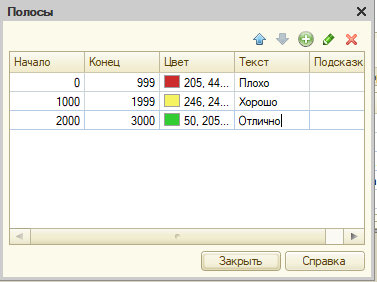 Полосы
Начало Конец Цвет Текст Подсказк
0 999 205, 44... Плохо
1000 1999 246, 24... Хорошо
2000 3000 50, 205... Отлично
Закрыть Справка